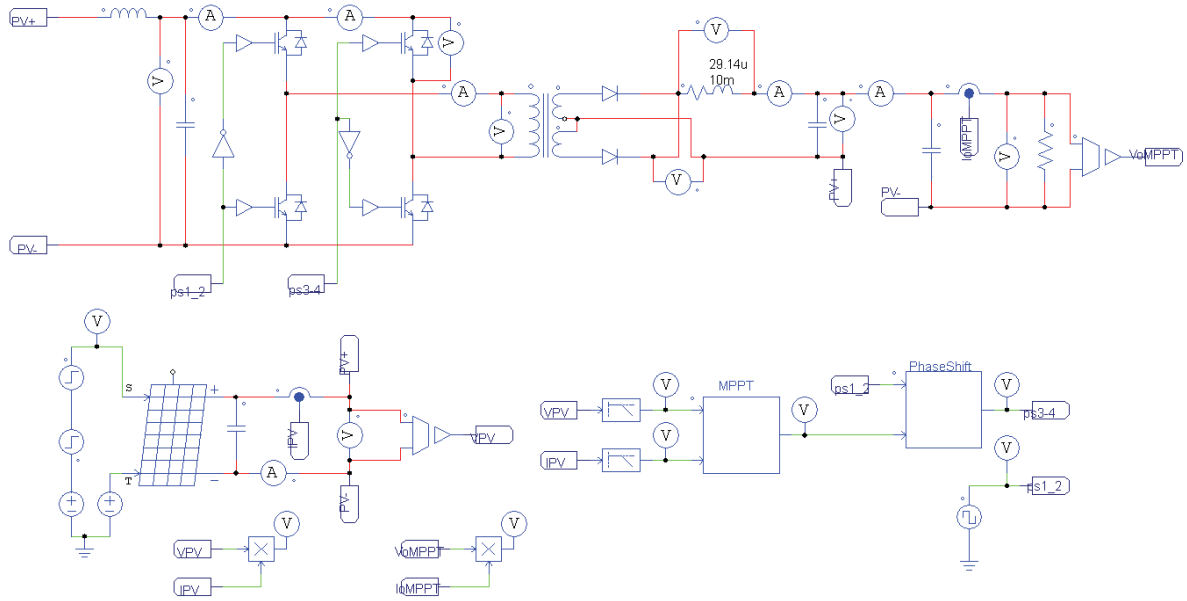 PV+
A
A
V
29.14u
10m
V
V
A
V
A
A
V
V
IoMPPT
V
VoMPPT
PV+
PV-
PV-
ps1_2
ps3-4
V
S
T
+
-
IPV
A
PV+
V
PV-
VPV
VPV
IPV
V
V
MPPT
V
ps1_2
PhaseShift
V
ps3-4
V
ps1_2
VPV
IPV
V
VoMPPT
IoMPPT
V